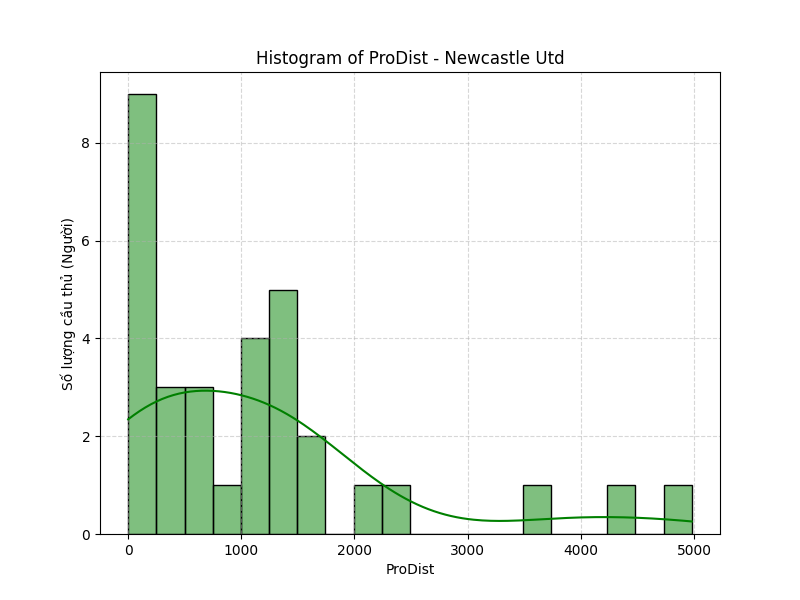 Histogram of ProDist - Newcastle Utd
Số lượng cầu thủ (Người)
8
6
4
2
0
0 1000 2000 3000 4000 5000
ProDist